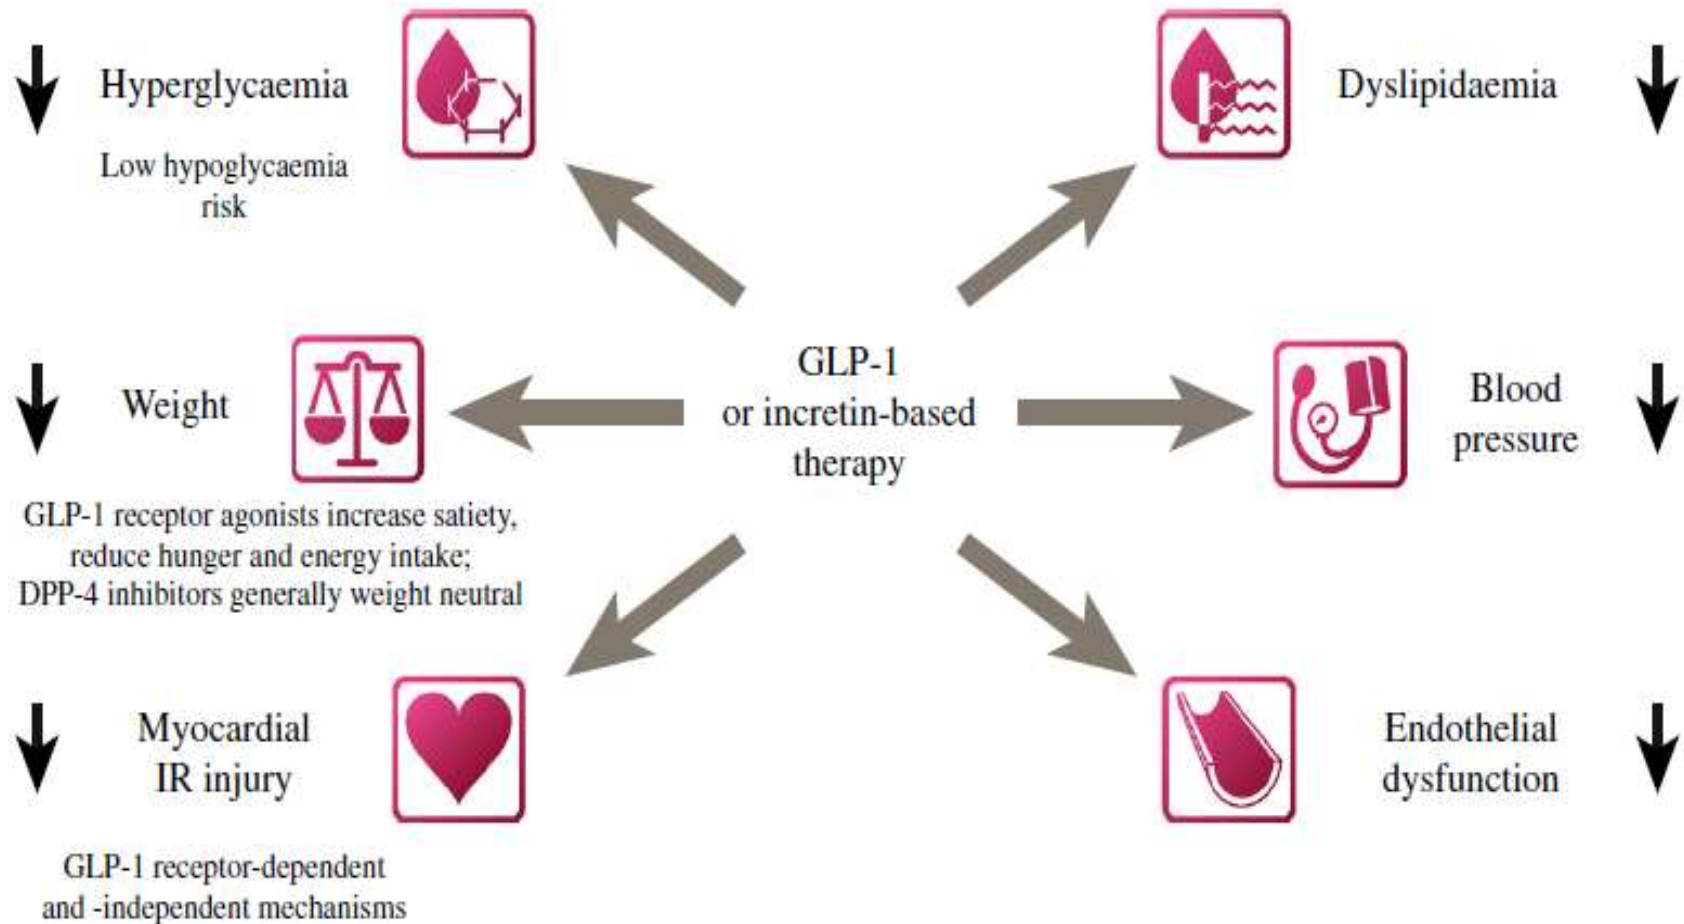 Hyperglycaemia
Low hypoglycaemia
risk
Dyslipidaemia
Weight
GLP-1 receptor agonists increase satiety,
reduce hunger and energy intake;
DPP-4 inhibitors generally weight neutral
GLP-1
or incretin-based
therapy
Blood
pressure
Myocardial
IR injury
GLP-1 receptor-dependent
and -independent mechanisms
Endothelial
dysfunction